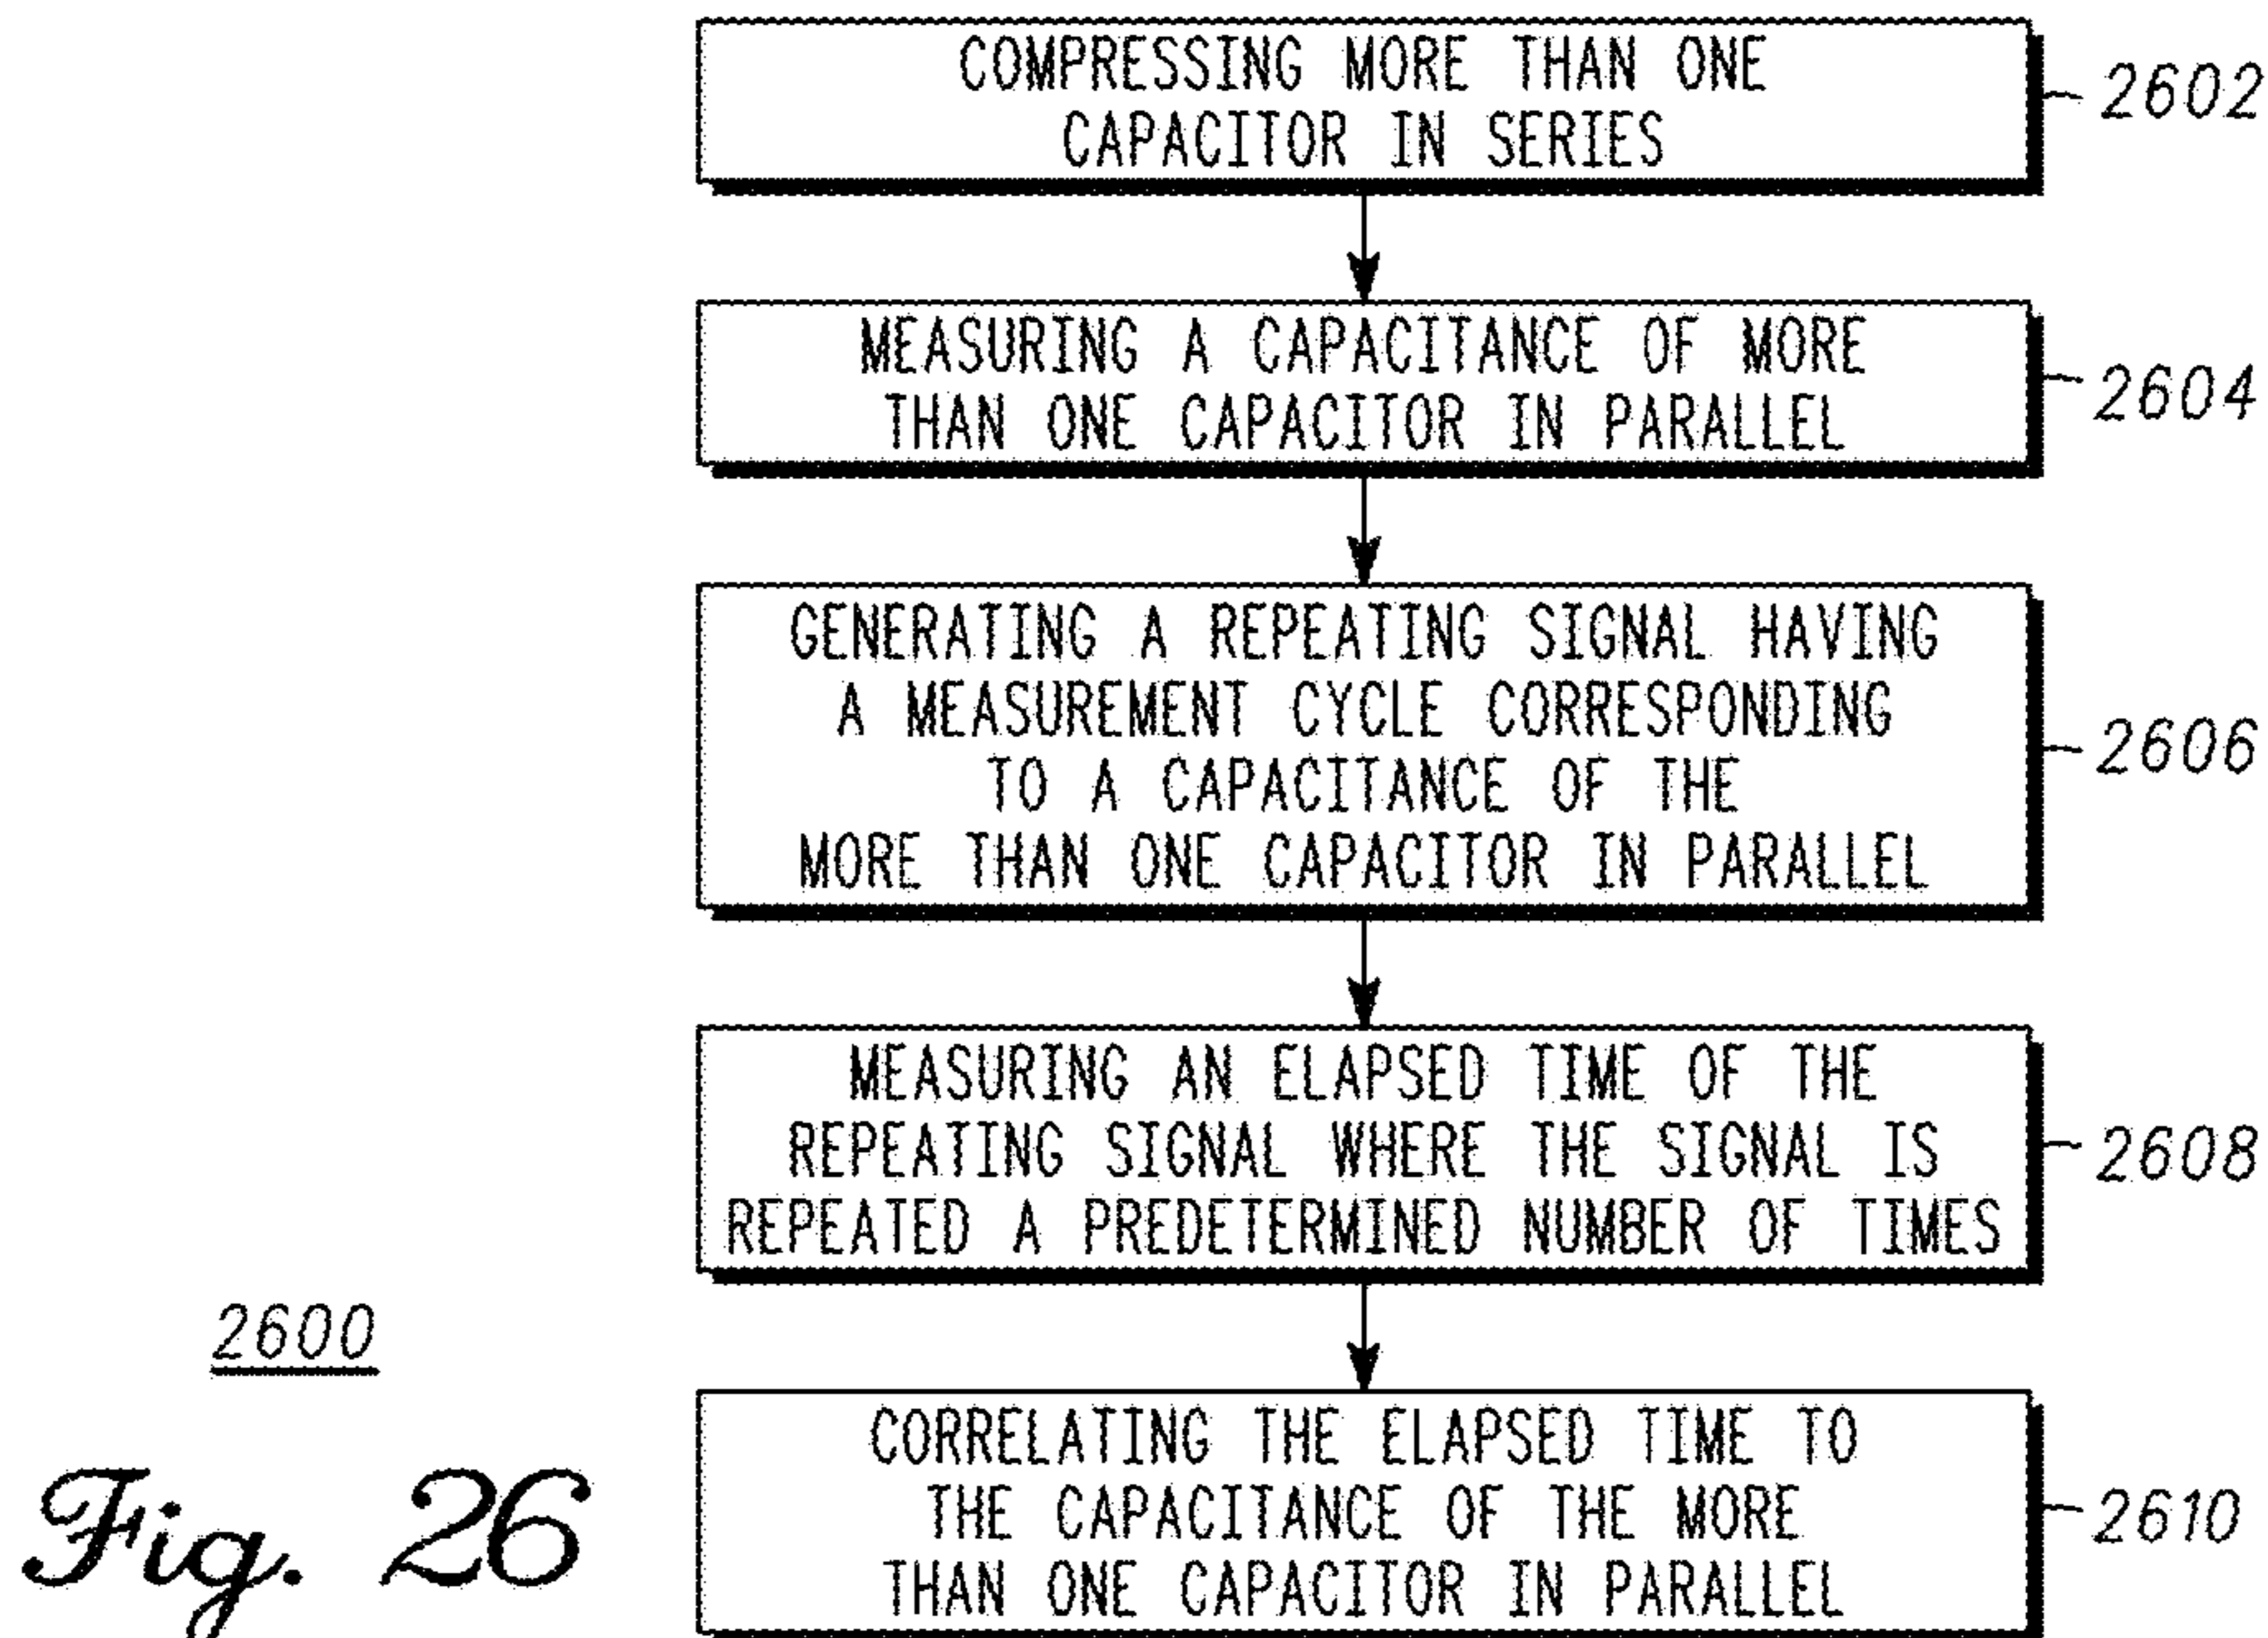 COMPRESSING MORE THAN ONE
CAPACITOR IN SERIES
2602
MEASURING A CAPACITANCE OF MORE
THAN ONE CAPACITOR IN PARALLEL
2604
GENERATING A REPEATING SIGNAL HAVING
A MEASUREMENT CYCLE CORRESPONDING
TO A CAPACITANCE OF THE
MORE THAN ONE CAPACITOR IN PARALLEL
2606
MEASURING AN ELAPSED TIME OF THE
REPEATING SIGNAL WHERE THE SIGNAL IS
REPEATED A PREDETERMINED NUMBER OF TIMES
2608
CORRELATING THE ELAPSED TIME TO
THE CAPACITANCE OF THE MORE
THAN ONE CAPACITOR IN PARALLEL
2610
2600
Fig. 26